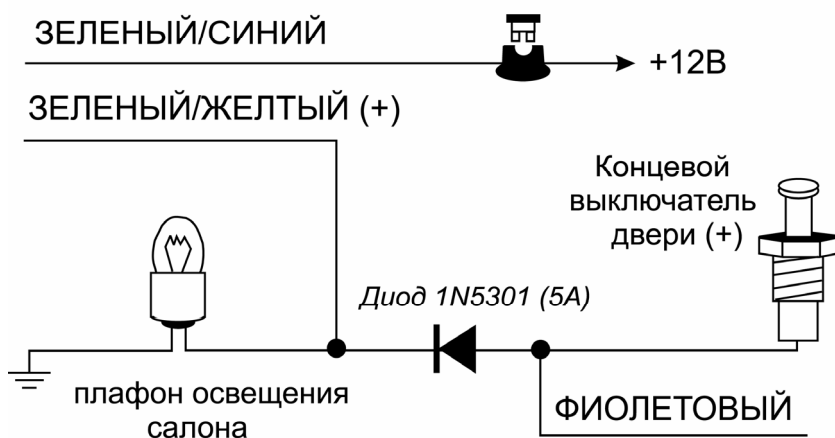 ЗЕЛЕНЫЙ/СИНИЙ
+12В
ЗЕЛЕНЫЙ/ЖЕЛТЫЙ (+)
Концевой
выключатель
двери (+)
Диод 1N5301 (5А)
плафон освещения
салона
ФИОЛЕТОВЫЙ